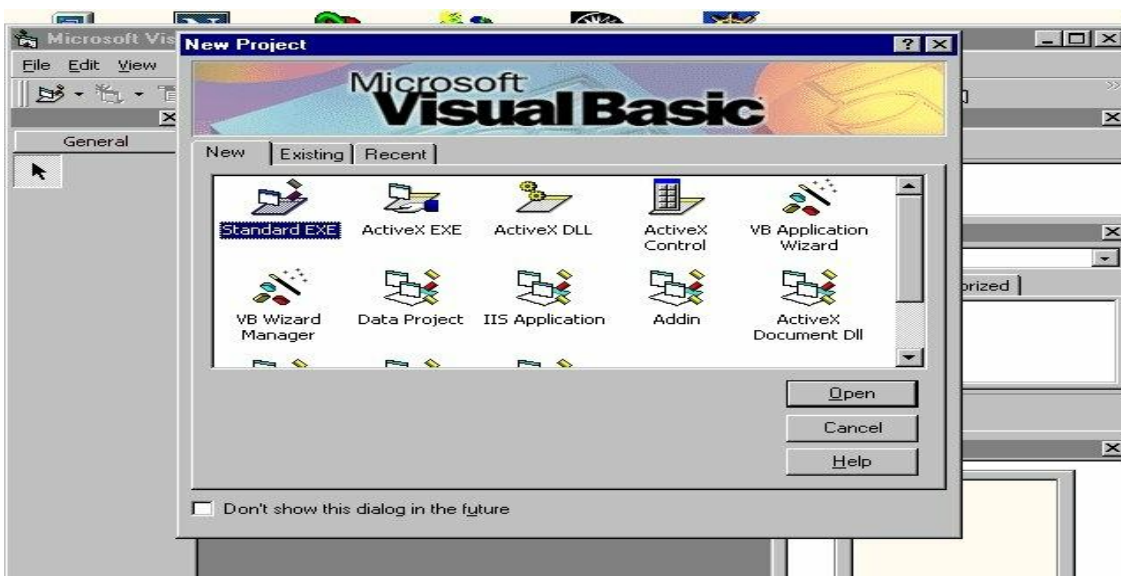 Microsoft Vis
File Edit View
General
New Project
Microsoft
Visual Basic
New Existing Recent
Standard EXE ActiveX EXE ActiveX DLL ActiveX Control VB Application Wizard
VB Wizard Manager Data Project IIS Application Addin ActiveX Document Dll
Open
Cancel
Help
Don't show this dialog in the future
orized